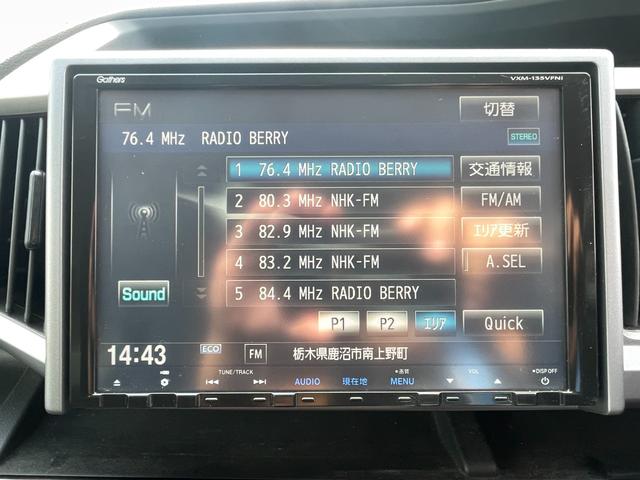 Gathers VXM-135VFNi
FM 切替
76.4 MHz RADIO BERRY STEREO
1 76.4 MHz RADIO BERRY 交通情報
2 80.3 MHz NHK-FM FM/AM
3 82.9 MHz NHK-FM エリア更新
4 83.2 MHz NHK-FM A.SEL
5 84.4 MHz RADIO BERRY
Sound
P1 P2 エリア Quick
14:43 ECO FM 栃木県鹿沼市南上野町
TUNE/TRACK ＊画質 VOL ＊DISP OFF
AUDIO 現在地 MENU